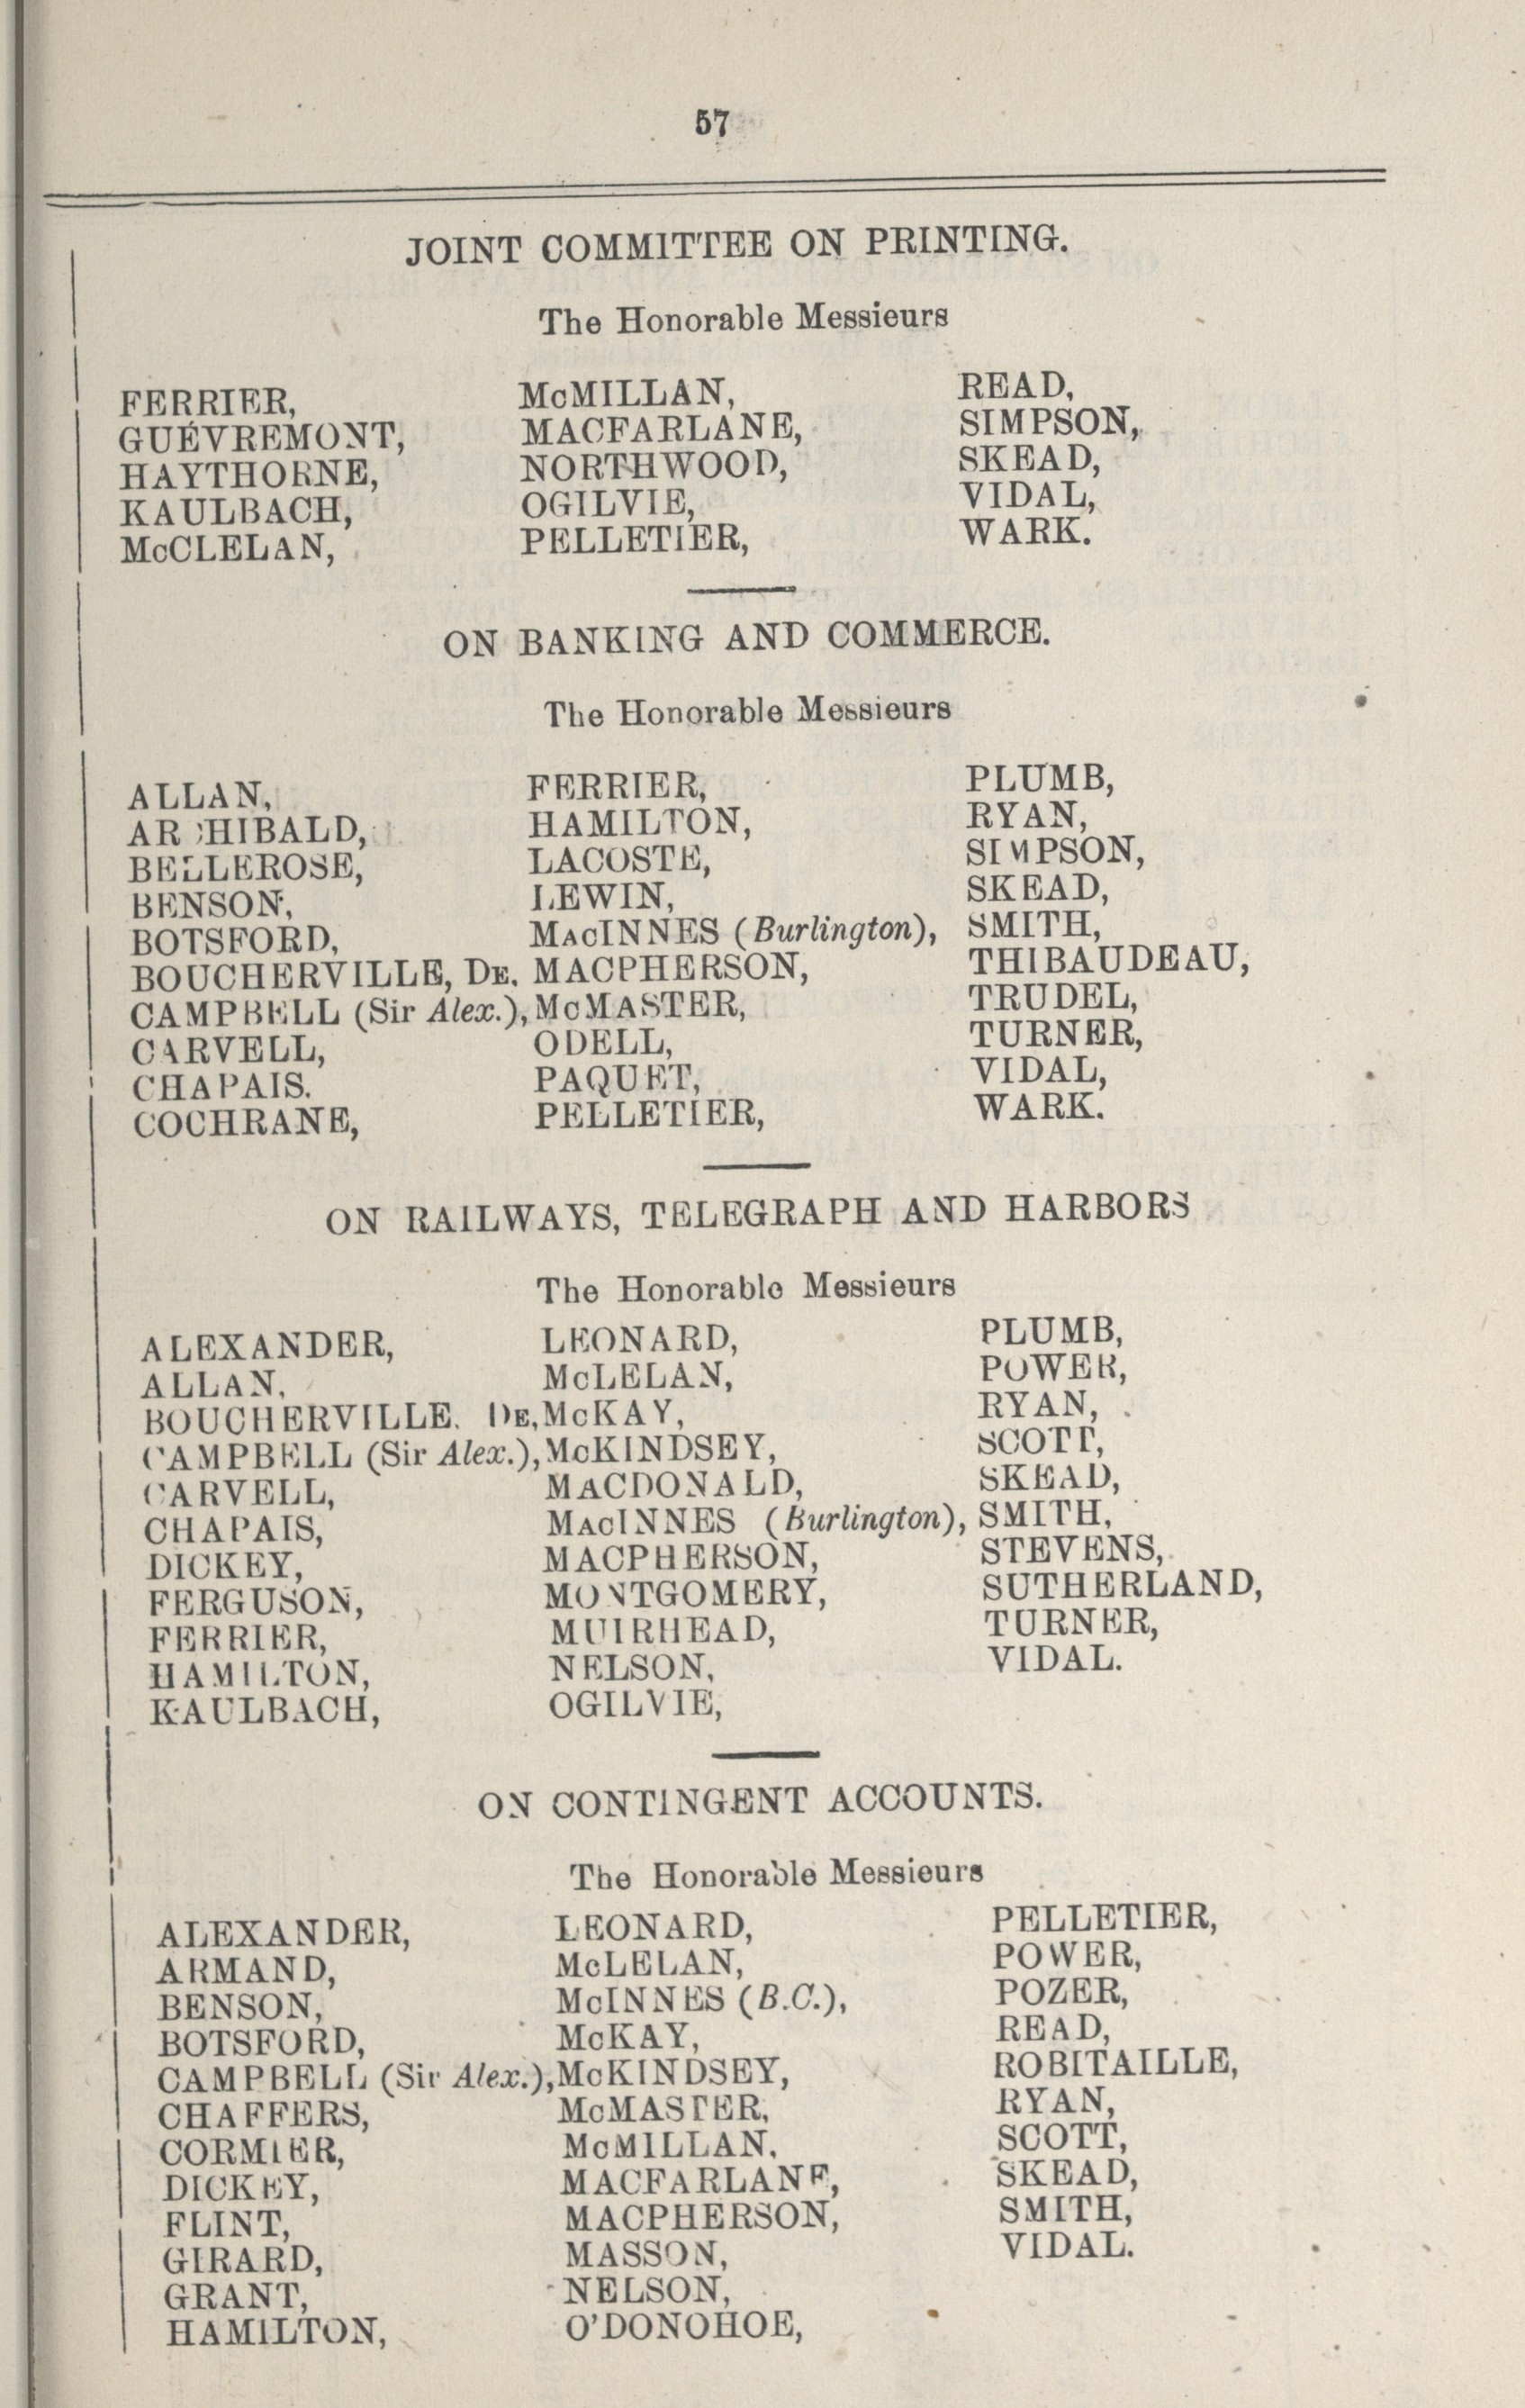 57
JOINT COMMITTEE ON PRINTING.
The Honorable Messieurs
FERRIER, McMILLAN, READ,
GUÉVREMONT, MACFARLANE, SIMPSON,
HAYTHORNE, NORTHWOOD, SKEAD,
KAULBACH, OGILVIE, VIDAL,
McCLELAN, PELLETIER, WARK.
ON BANKING AND COMMERCE.
The Honorable Messieurs
ALLAN, FERRIER, PLUMB,
ARCHIBALD, HAMILTON, RYAN,
BELLEROSE, LACOSTE, SIMPSON,
BENSON, LEWIN, SKEAD,
BOTSFORD, MacINNES (Burlington), SMITH,
BOUCHERVILLE, DE, MACPHERSON, THIBAUDEAU,
CAMPBELL (Sir Alex.), McMASTER, TRUDEL,
CARVELL, ODELL, TURNER,
CHAPAIS. PAQUET, VIDAL,
COCHRANE, PELLETIER, WARK.
ON RAILWAYS, TELEGRAPH AND HARBORS
The Honorable Messieurs
ALEXANDER, LEONARD, PLUMB,
ALLAN, McLELAN, POWER,
BOUCHERVILLE. DE, McKAY, RYAN,
CAMPBELL (Sir Alex.), McKINDSEY, SCOTT,
CARVELL, MACDONALD, SKEAD,
CHAPAIS, MacINNES (Burlington), SMITH,
DICKEY, MACPHERSON, STEVENS,
FERGUSON, MONTGOMERY, SUTHERLAND,
FERRIER, MUIRHEAD, TURNER,
HAMILTON, NELSON, VIDAL.
KAULBACH, OGILVIE,
ON CONTINGENT ACCOUNTS.
The Honorable Messieurs
ALEXANDER, LEONARD, PELLETIER,
ARMAND, McLELAN, POWER,
BENSON, McINNES (B.C.), POZER,
BOTSFORD, McKAY, READ,
CAMPBELL (Sir Alex.), McKINDSEY, ROBITAILLE,
CHAFFERS, McMASTER, RYAN,
CORMIER, McMILLAN, SCOTT,
DICKEY, MACFARLANE, SKEAD,
FLINT, MACPHERSON, SMITH,
GIRARD, MASSON, VIDAL.
GRANT, NELSON,
HAMILTON, O'DONOHOE,